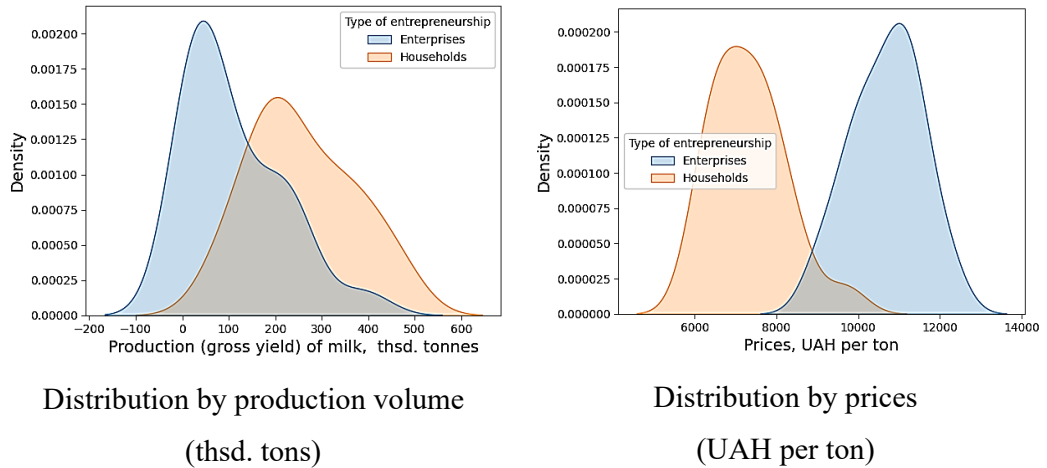 Type of entrepreneurship
Enterprises
Households
0.00200
0.00175
0.00150
0.00125
0.00100
0.00075
0.00050
0.00025
0.00000
Density
−200 −100 0 100 200 300 400 500 600
Production (gross yield) of milk, thsd. tonnes
Distribution by production volume
(thsd. tons)
0.000200
0.000175
0.000150
0.000125
0.000100
0.000075
0.000050
0.000025
0.000000
Density
Type of entrepreneurship
Enterprises
Households
6000 8000 10000 12000 14000
Prices, UAH per ton
Distribution by prices
(UAH per ton)